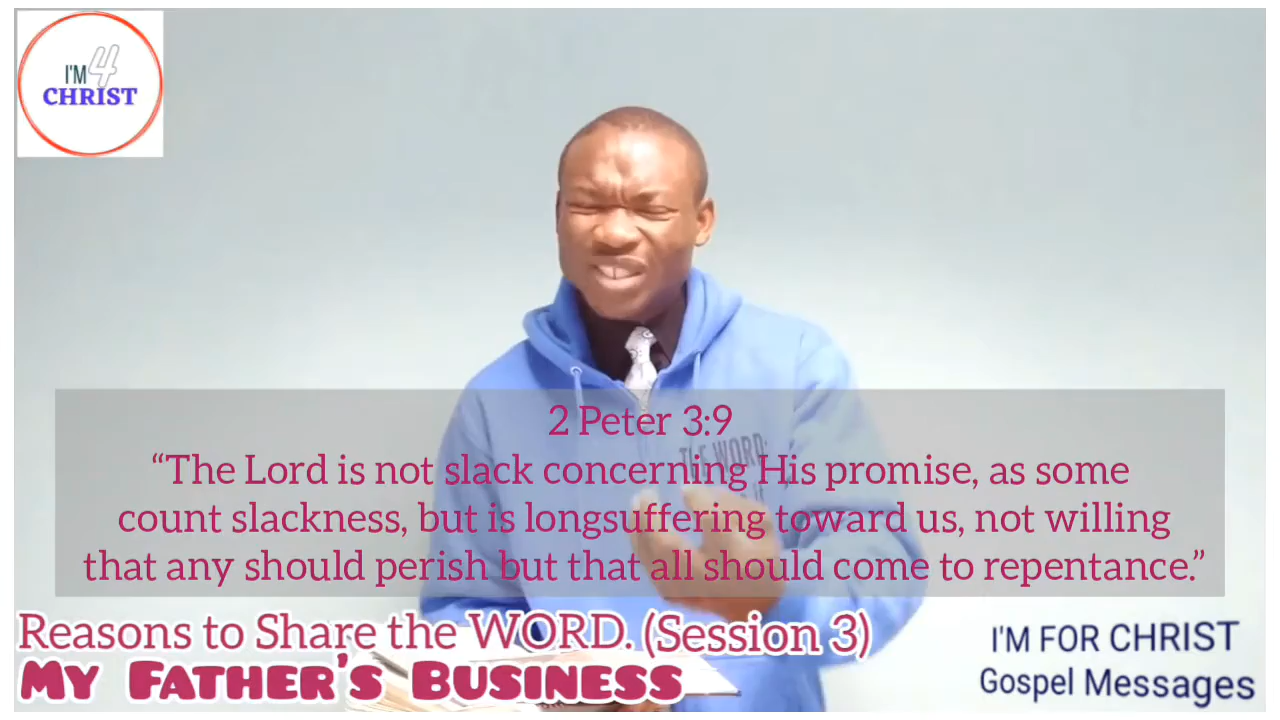 I'M 4
CHRIST
THE WORD:
2 Peter 3:9
“The Lord is not slack concerning His promise, as some
count slackness, but is longsuffering toward us, not willing
that any should perish but that all should come to repentance.”
Reasons to Share the WORD. (Session 3)
MY FATHER'S BUSINESS
I'M FOR CHRIST
Gospel Messages